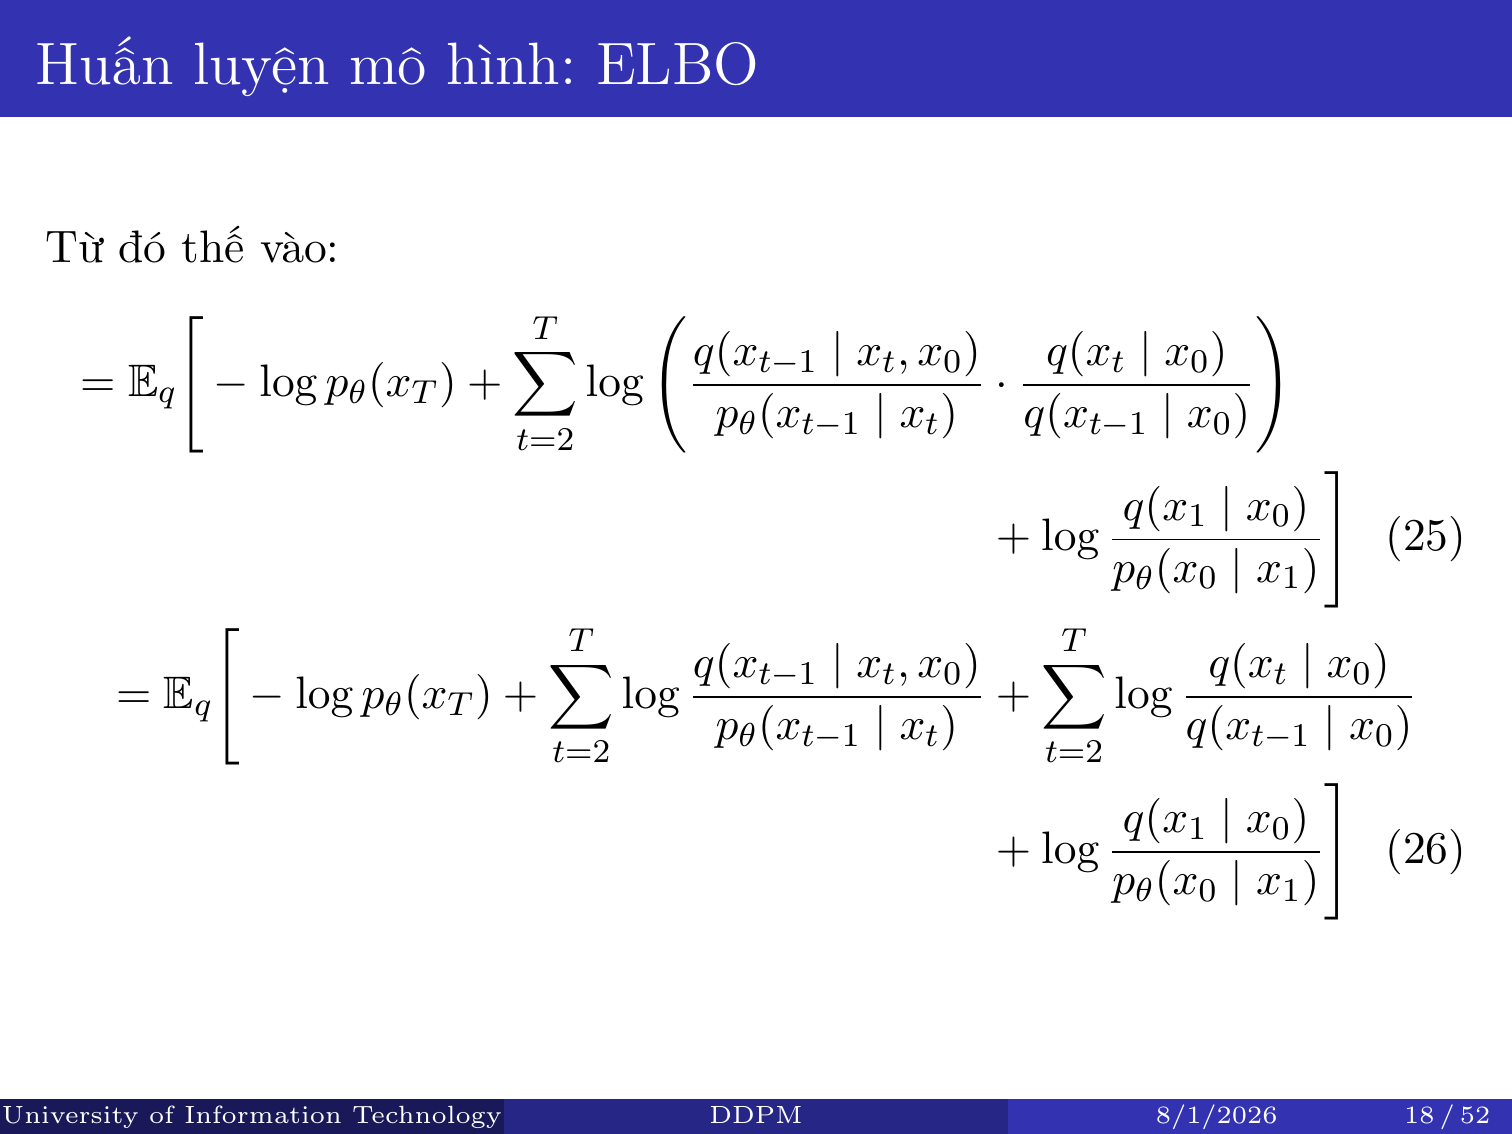 Huấn luyện mô hình: ELBO
Từ đó thế vào:
= 𝔼_q [ − log p_θ(x_T) + ∑_{t=2}^{T} log ( q(x_{t−1} | x_t, x_0) / p_θ(x_{t−1} | x_t) · q(x_t | x_0) / q(x_{t−1} | x_0) )
+ log q(x_1 | x_0) / p_θ(x_0 | x_1) ] (25)
= 𝔼_q [ − log p_θ(x_T) + ∑_{t=2}^{T} log q(x_{t−1} | x_t, x_0) / p_θ(x_{t−1} | x_t) + ∑_{t=2}^{T} log q(x_t | x_0) / q(x_{t−1} | x_0)
+ log q(x_1 | x_0) / p_θ(x_0 | x_1) ] (26)
University of Information Technology DDPM 8/1/2026 18 / 52